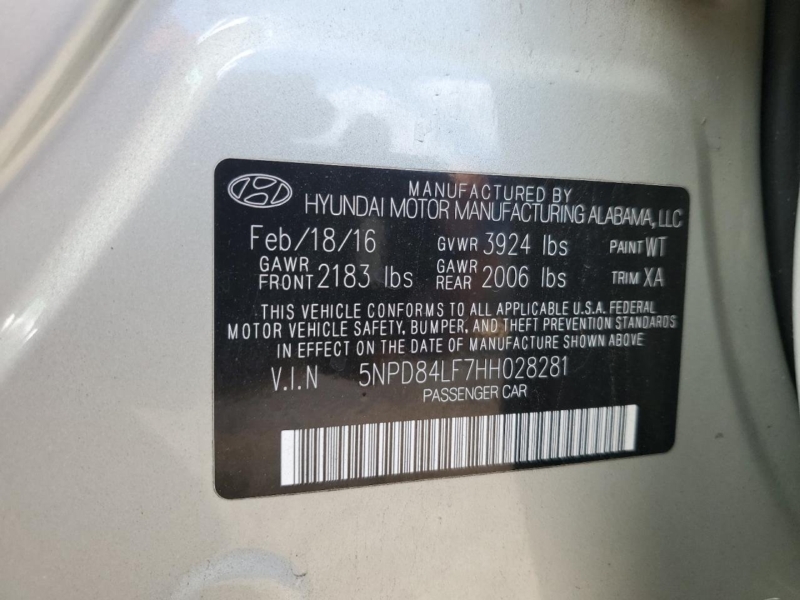 MANUFACTURED BY
HYUNDAI MOTOR MANUFACTURING ALABAMA, LLC
Feb/18/16 GVWR 3924 lbs PAINT WT
GAWR FRONT 2183 lbs GAWR REAR 2006 lbs TRIM XA
THIS VEHICLE CONFORMS TO ALL APPLICABLE U.S.A. FEDERAL
MOTOR VEHICLE SAFETY, BUMPER, AND THEFT PREVENTION STANDARDS
IN EFFECT ON THE DATE OF MANUFACTURE SHOWN ABOVE.
V.I.N 5NPD84LF7HH028281
PASSENGER CAR